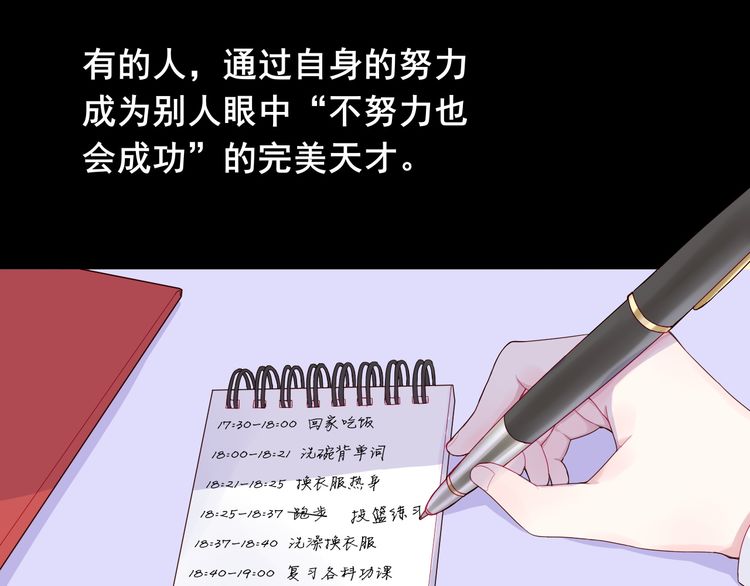 有的人，通过自身的努力
成为别人眼中“不努力也
会成功”的完美天才。
17:30-18:00 回家吃饭
18:00-18:21 洗碗背单词
18:21-18:25 换衣服热身
18:25-18:37 跑步 投篮练习
18:37-18:40 洗澡换衣服
18:40-19:00 复习各科功课